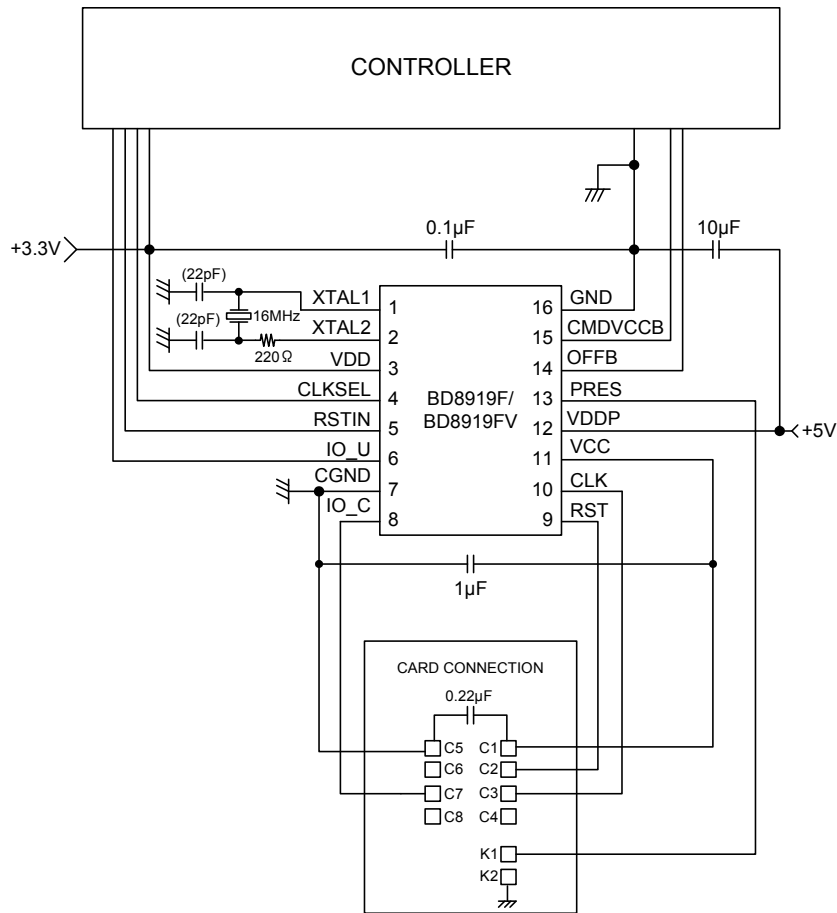 CONTROLLER
+3.3V
0.1µF
10µF
(22pF)
16MHz
(22pF)
220Ω
XTAL1
XTAL2
VDD
CLKSEL
RSTIN
IO_U
CGND
IO_C
1
2
3
4
5
6
7
8
BD8919F/
BD8919FV
16
15
14
13
12
11
10
9
GND
CMDVCCB
OFFB
PRES
VDDP
VCC
CLK
RST
+5V
1µF
CARD CONNECTION
0.22µF
C5 C1
C6 C2
C7 C3
C8 C4
K1
K2